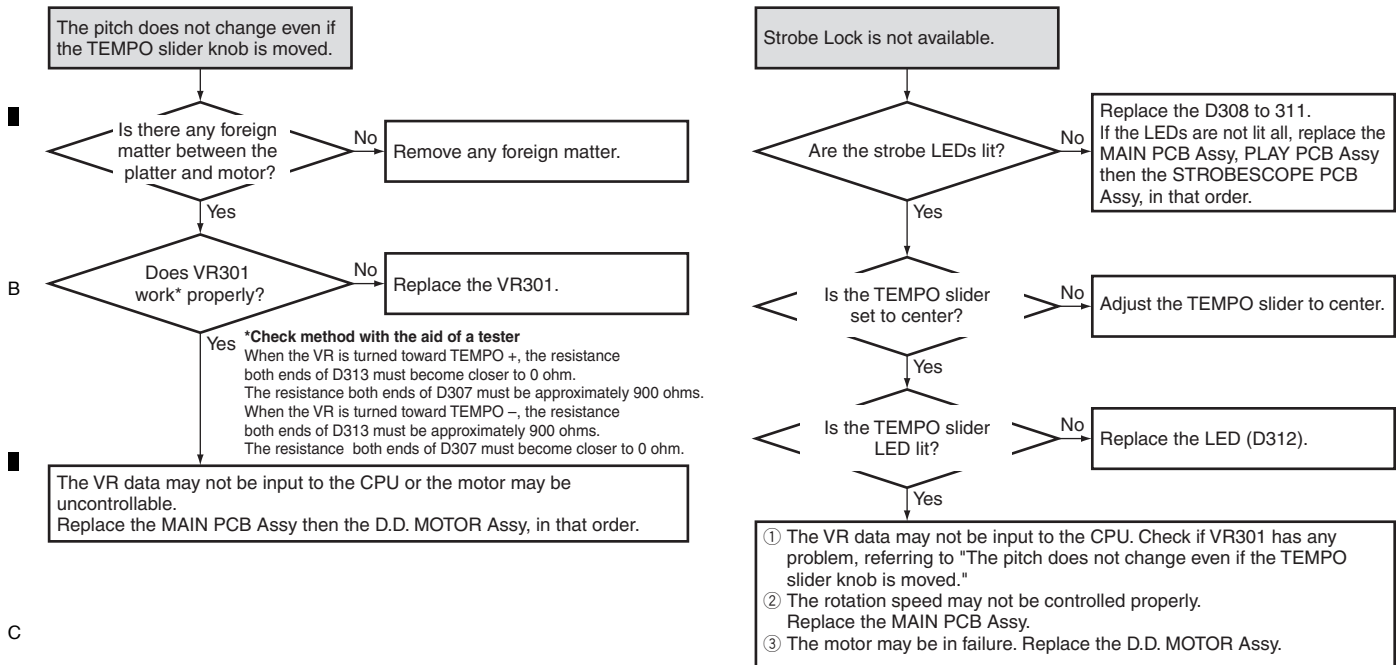 The pitch does not change even if
the TEMPO slider knob is moved.
Is there any foreign
matter between the
platter and motor?
No
Remove any foreign matter.
Yes
B
Does VR301
work* properly?
No
Replace the VR301.
Yes
*Check method with the aid of a tester
When the VR is turned toward TEMPO +, the resistance
both ends of D313 must become closer to 0 ohm.
The resistance both ends of D307 must be approximately 900 ohms.
When the VR is turned toward TEMPO –, the resistance
both ends of D313 must be approximately 900 ohms.
The resistance both ends of D307 must become closer to 0 ohm.
The VR data may not be input to the CPU or the motor may be
uncontrollable.
Replace the MAIN PCB Assy then the D.D. MOTOR Assy, in that order.
C
Strobe Lock is not available.
Are the strobe LEDs lit?
No
Replace the D308 to 311.
If the LEDs are not lit all, replace the
MAIN PCB Assy, PLAY PCB Assy
then the STROBESCOPE PCB
Assy, in that order.
Yes
Is the TEMPO slider
set to center?
No
Adjust the TEMPO slider to center.
Yes
Is the TEMPO slider
LED lit?
No
Replace the LED (D312).
Yes
① The VR data may not be input to the CPU. Check if VR301 has any
problem, referring to "The pitch does not change even if the TEMPO
slider knob is moved."
② The rotation speed may not be controlled properly.
Replace the MAIN PCB Assy.
③ The motor may be in failure. Replace the D.D. MOTOR Assy.